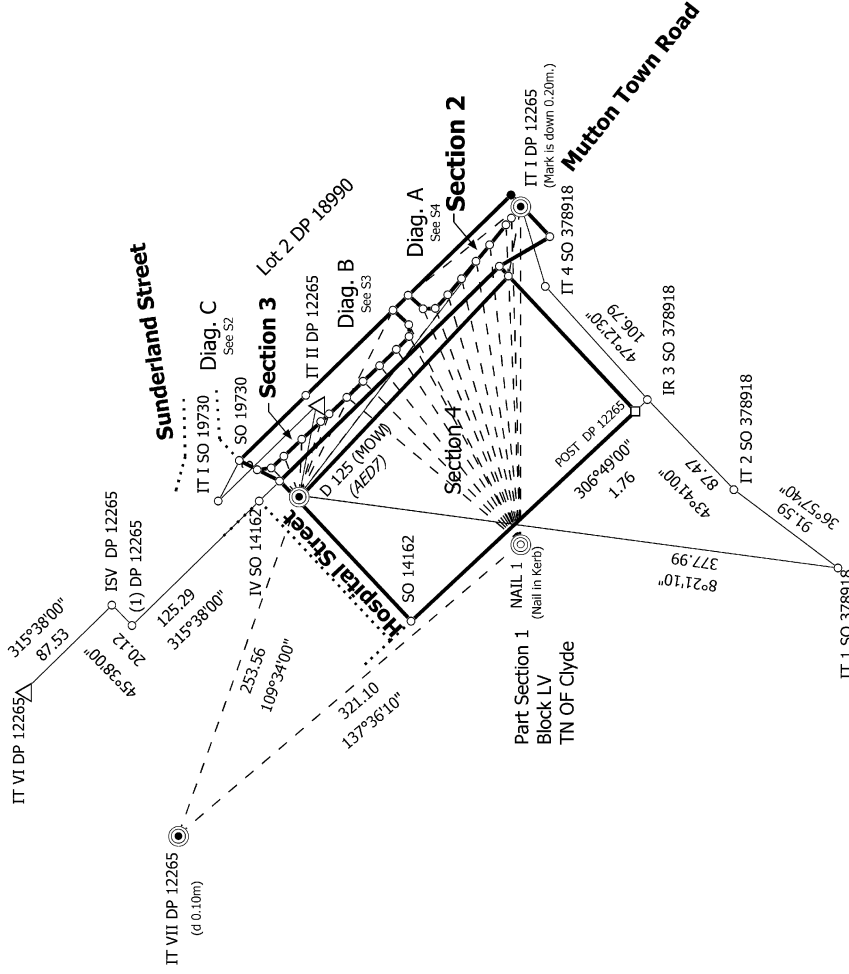 Mutton Town Road
IT I DP 12265
(Mark is down 0.20m.)
Section 2
Diag. A
See S4
Lot 2 DP 18990
Diag. B
See S3
IT II DP 12265
Section 3
Diag. C
See S2
Sunderland Street
SO 19730
IT I SO 19730
IT 4 SO 378918
47°12'30"
106.79
IR 3 SO 378918
D 125 (MOWI)
(AED7)
Section 4
POST DP 12265
306°49'00"
1.76
43°41'00"
87.47
IT 2 SO 378918
36°57'40"
91.59
ISV DP 12265
(1) DP 12265
IV SO 14162
Hospital Street
SO 14162
NAIL 1
(Nail in Kerb)
377.99
8°21'10"
IT 1 SO 378918
315°38'00"
87.53
45°38'00"
20.12
125.29
315°38'00"
253.56
109°34'00"
321.10
137°36'10"
Part Section 1
Block LV
TN OF Clyde
IT VI DP 12265
IT VII DP 12265
(d 0.10m)